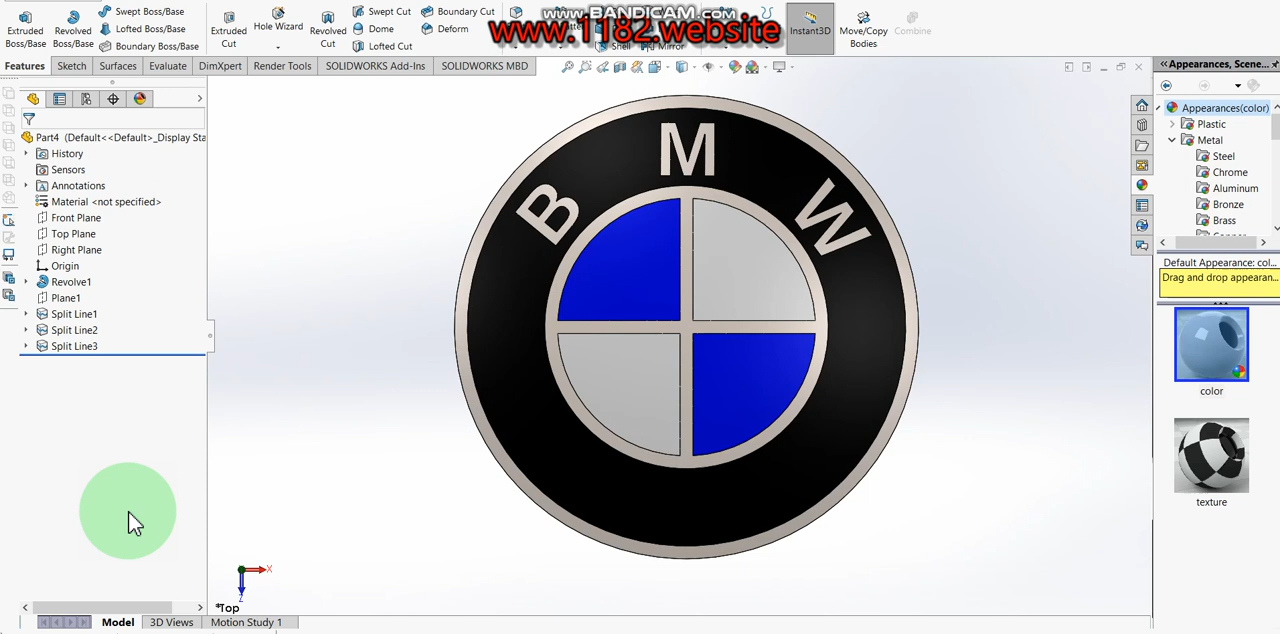 www.BANDICAM.com
www.1182.website
Extruded Boss/Base
Revolved Boss/Base
Swept Boss/Base
Lofted Boss/Base
Boundary Boss/Base
Extruded Cut
Hole Wizard
Revolved Cut
Swept Cut
Dome
Lofted Cut
Boundary Cut
Deform
Shell
Mirror
Instant3D
Move/Copy Bodies
Combine
Features
Sketch
Surfaces
Evaluate
DimXpert
Render Tools
SOLIDWORKS Add-Ins
SOLIDWORKS MBD
Part4 (Default<<Default>_Display Sta
History
Sensors
Annotations
Material <not specified>
Front Plane
Top Plane
Right Plane
Origin
Revolve1
Plane1
Split Line1
Split Line2
Split Line3
B M W
X
Z
*Top
Model
3D Views
Motion Study 1
Appearances, Scene...
Appearances(color)
Plastic
Metal
Steel
Chrome
Aluminum
Bronze
Brass
Default Appearance: col...
Drag and drop appearan...
color
texture